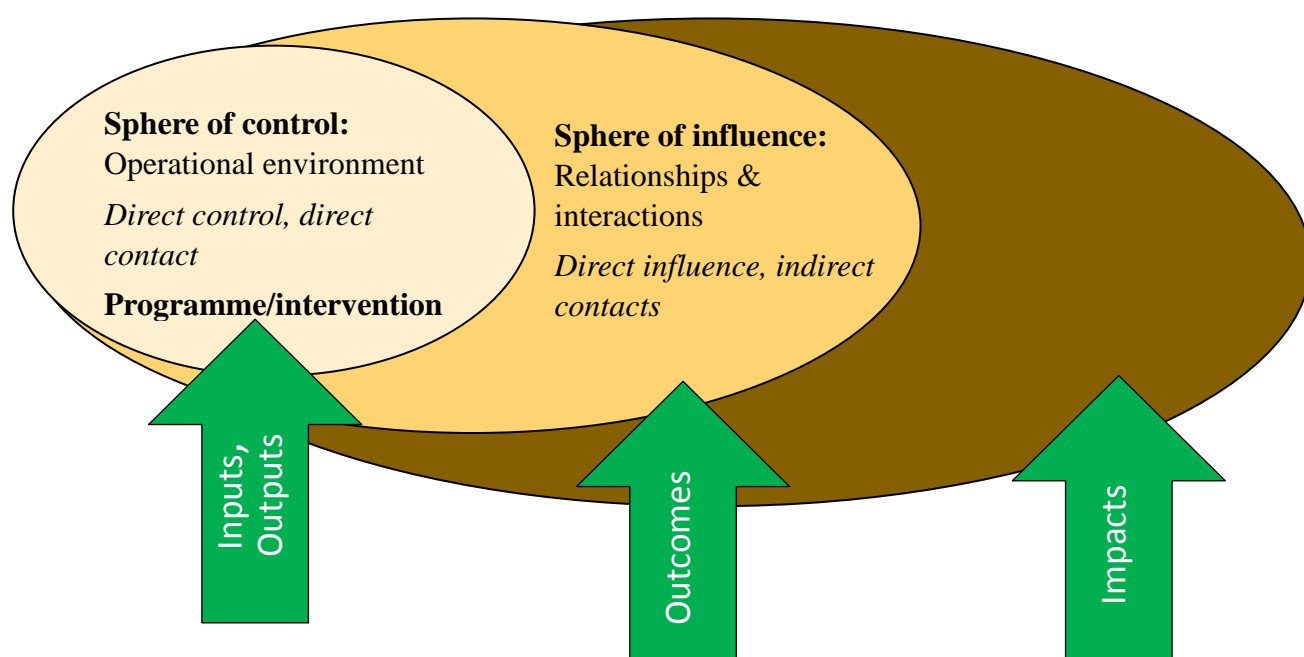 Sphere of control:
Operational environment
Direct control, direct
contact
Programme/intervention
Sphere of influence:
Relationships &
interactions
Direct influence, indirect
contacts
Inputs,
Outputs
Outcomes
Impacts